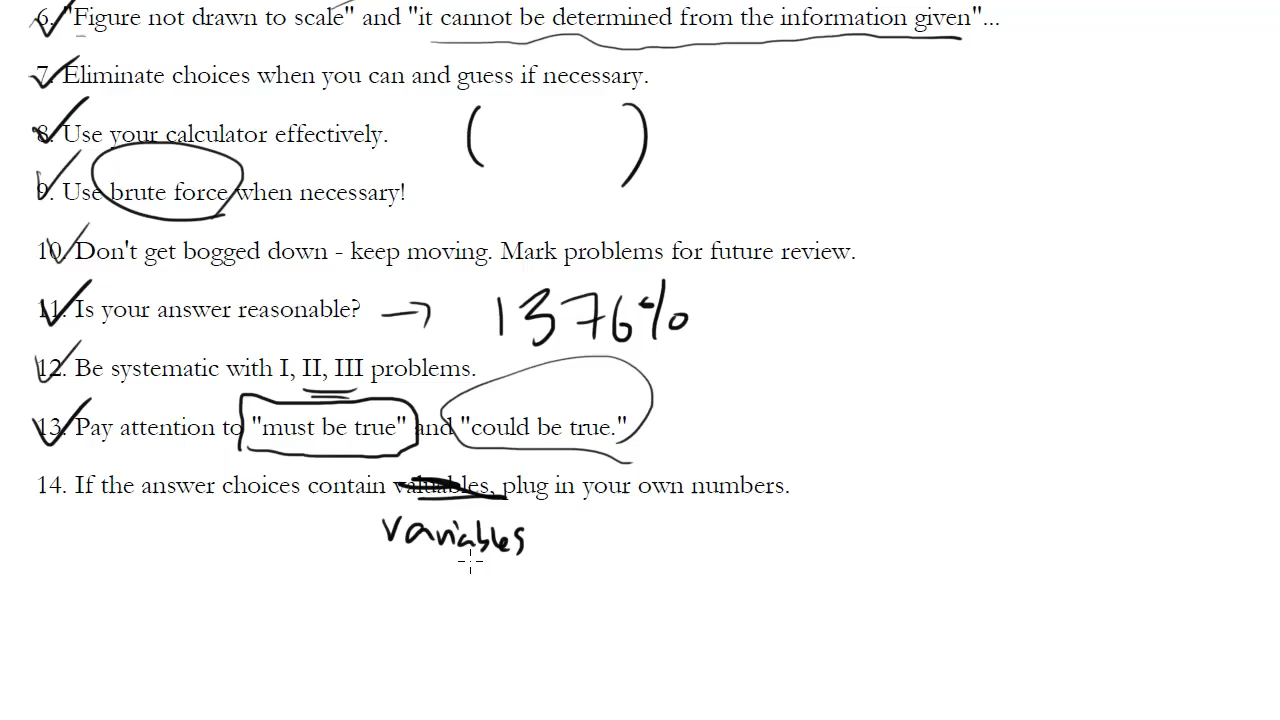 6. "Figure not drawn to scale" and "it cannot be determined from the information given"...
7. Eliminate choices when you can and guess if necessary.
8. Use your calculator effectively. ( )
9. Use brute force when necessary!
10. Don't get bogged down - keep moving. Mark problems for future review.
11. Is your answer reasonable? → 1376%
12. Be systematic with I, II, III problems.
13. Pay attention to "must be true" and "could be true."
14. If the answer choices contain valuables, plug in your own numbers.
variables